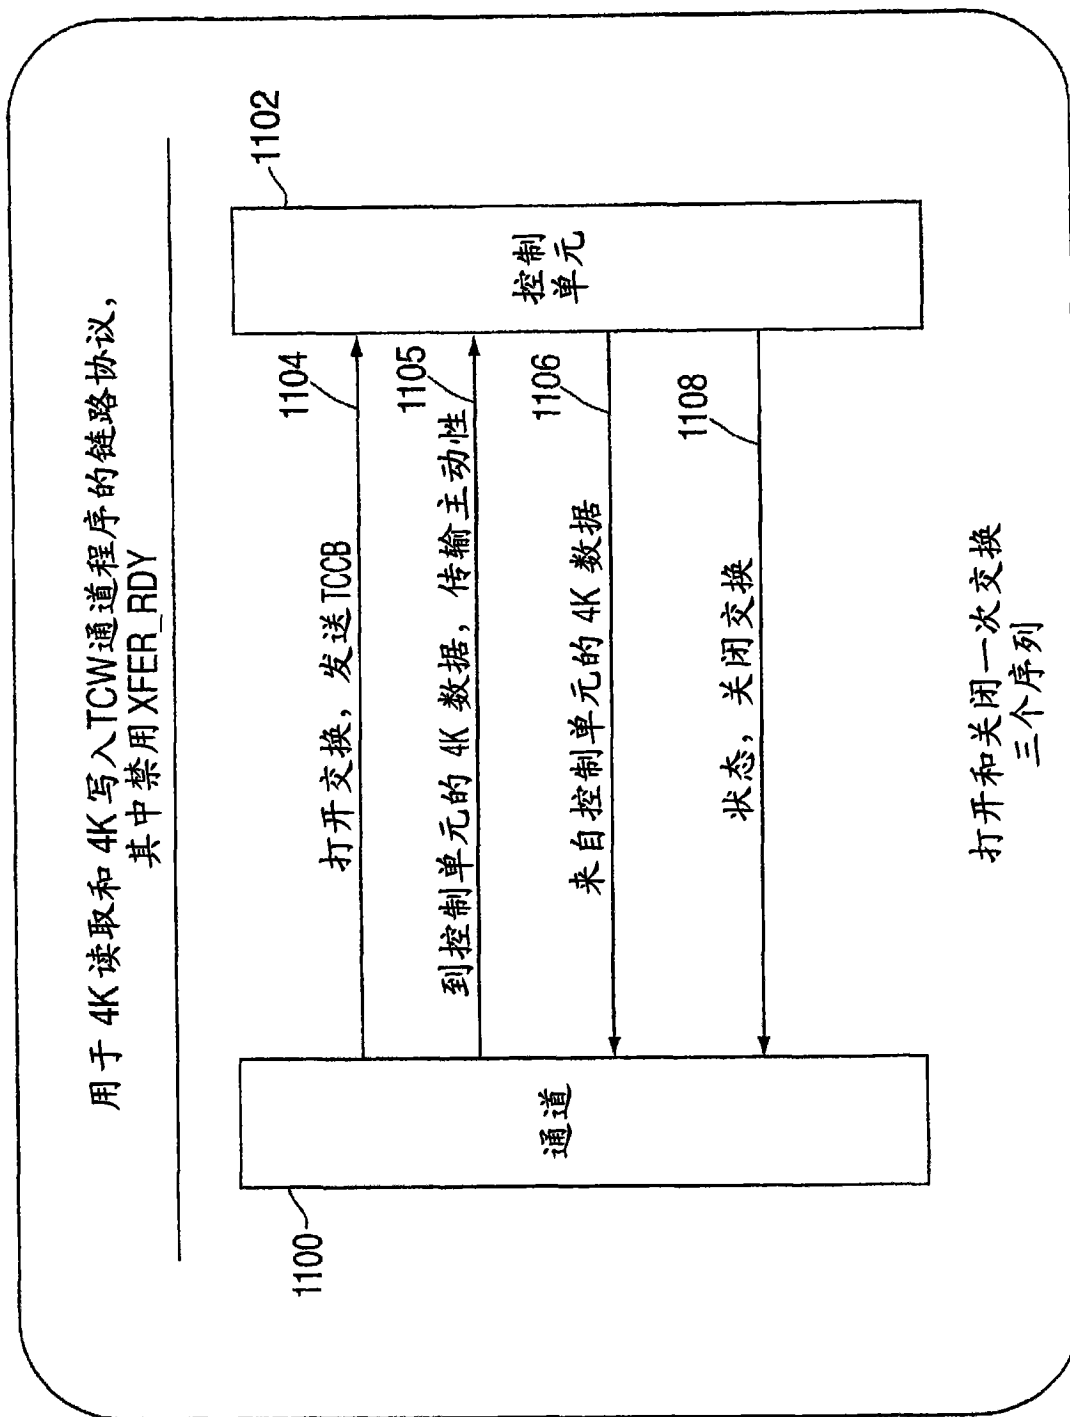 用于 4K 读取和 4K 写入TCW通道程序的链路协议，
其中禁用XFER_RDY
1100
通道
1102
控制
单元
打开交换，发送TCCB
1104
到控制单元的 4K 数据，传输主动性
1105
来自控制单元的 4K 数据
1106
状态，关闭交换
1108
打开和关闭一次交换
三个序列